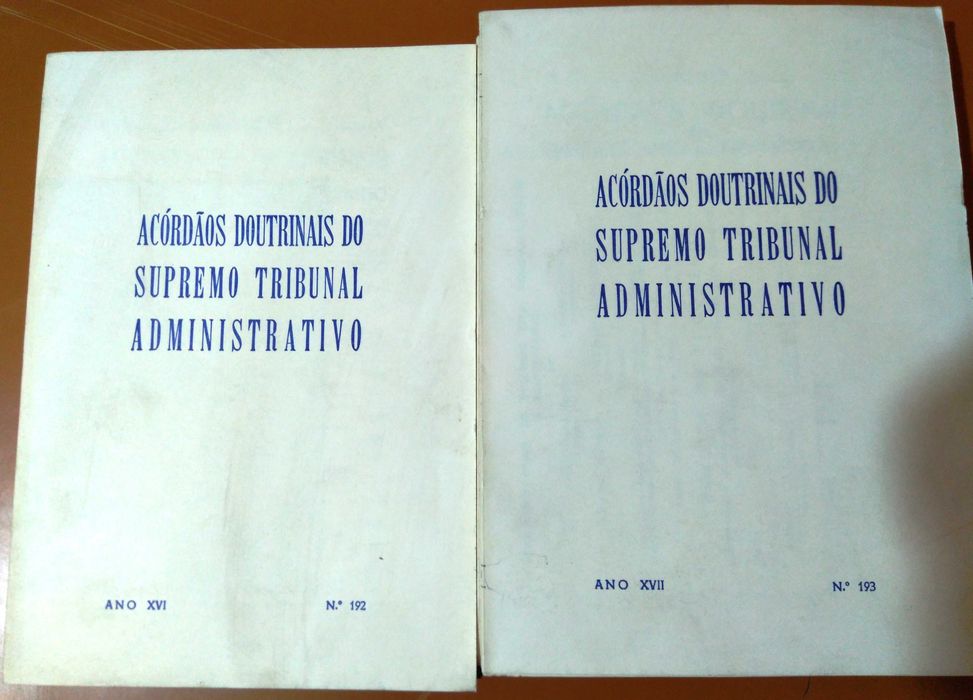 ACÓRDÃOS DOUTRINAIS DO
SUPREMO TRIBUNAL
ADMINISTRATIVO
ANO XVI N.º 192
ACÓRDÃOS DOUTRINAIS DO
SUPREMO TRIBUNAL
ADMINISTRATIVO
ANO XVII N.º 193